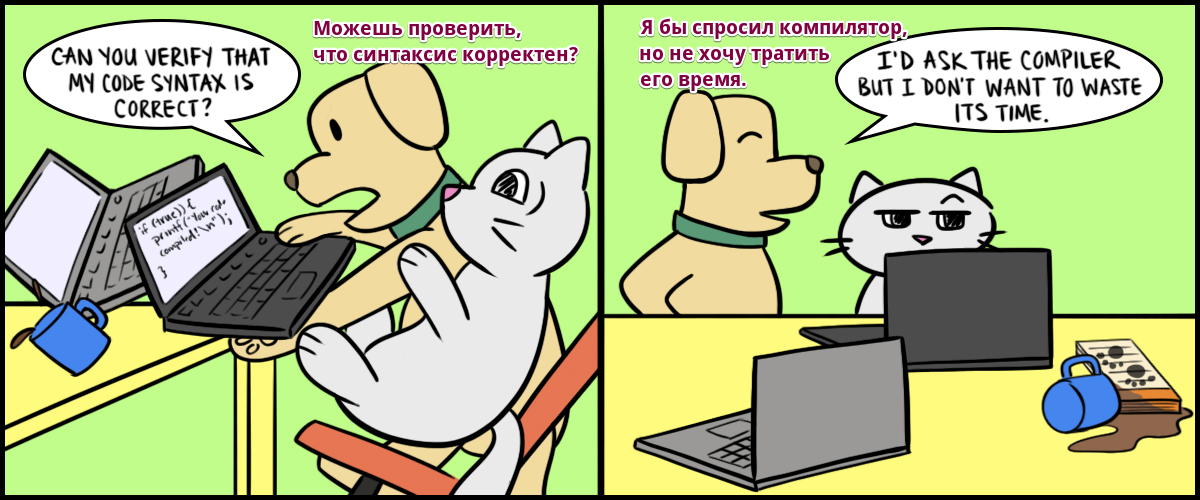 CAN YOU VERIFY THAT
MY CODE SYNTAX IS
CORRECT?
Можешь проверить,
что синтаксис корректен?
if (true)) {
printf("Your code
compiled!\n");
}
Я бы спросил компилятор,
но не хочу тратить
его время.
I'D ASK THE COMPILER
BUT I DON'T WANT TO WASTE
ITS TIME.